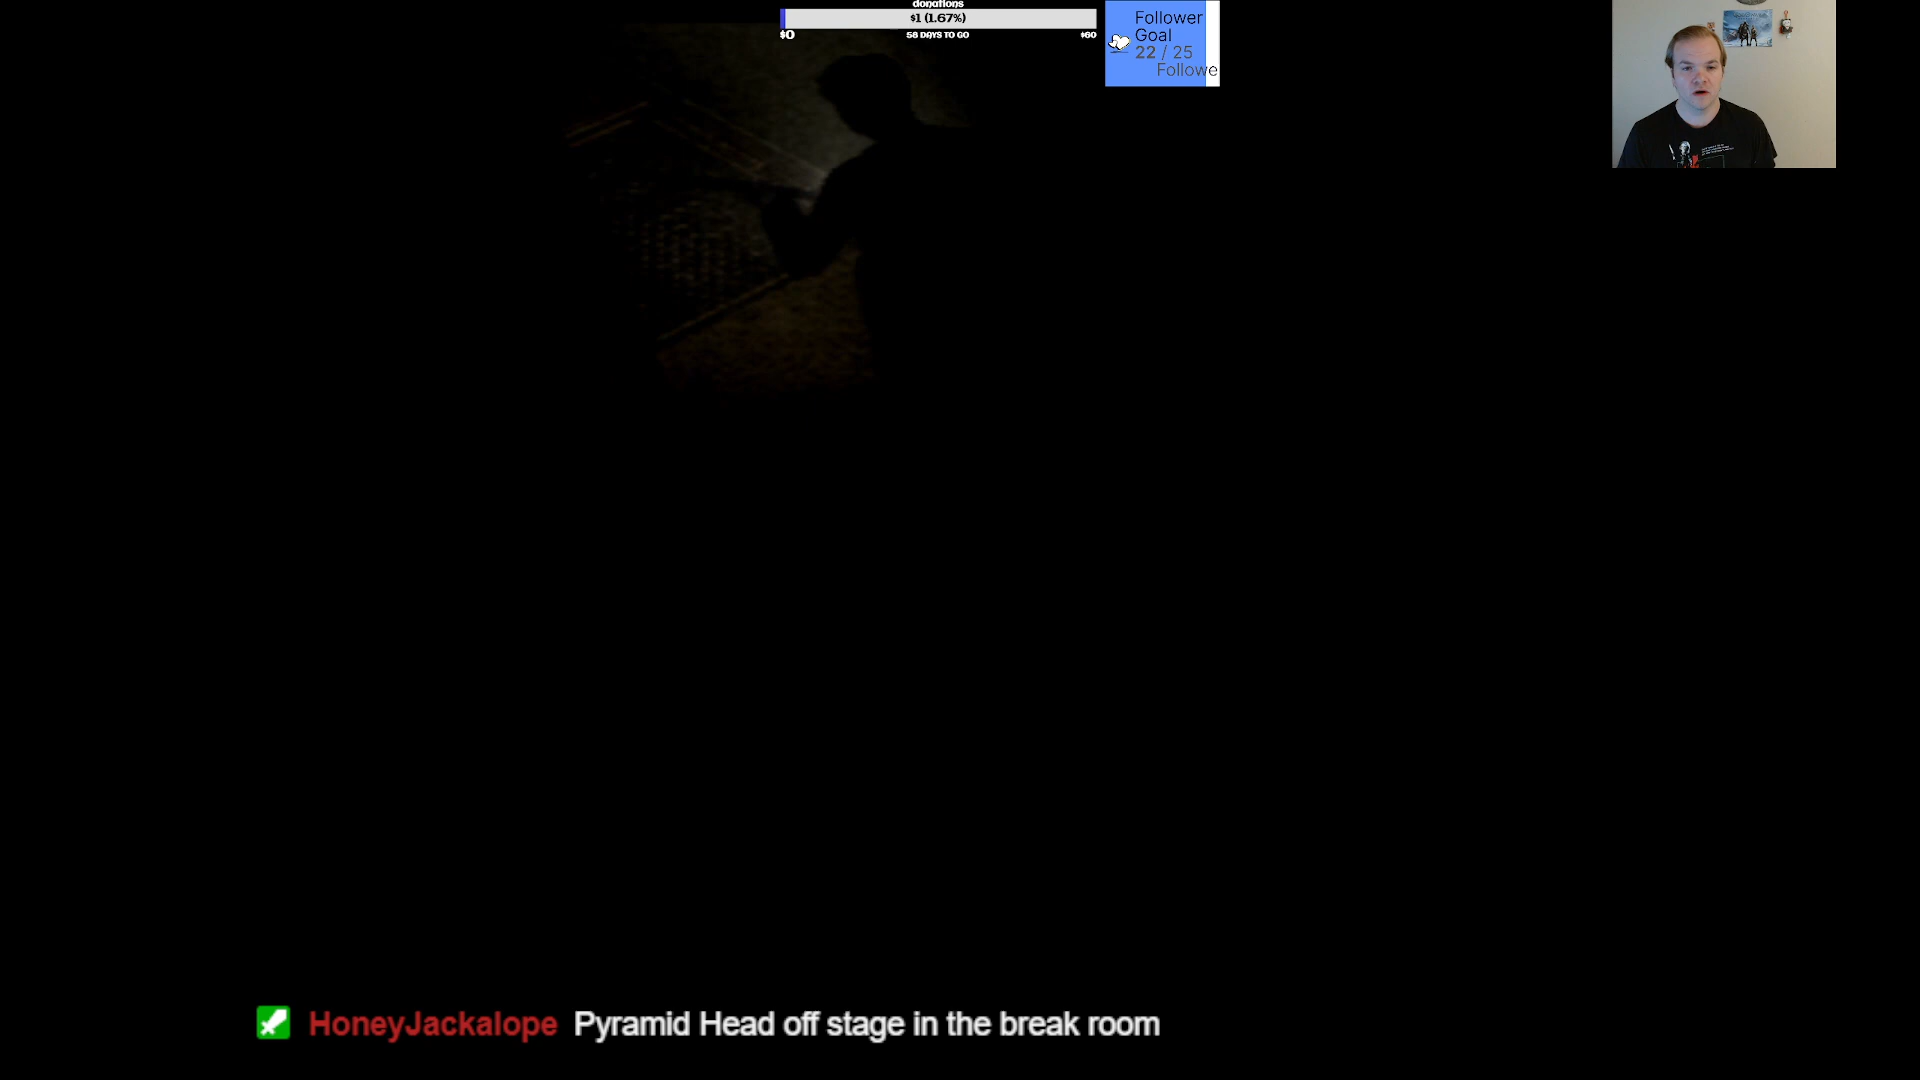 donations
$1 (1.67%)
$0
58 DAYS TO GO
$60
Follower
Goal
22 / 25
Followe
HoneyJackalope Pyramid Head off stage in the break room